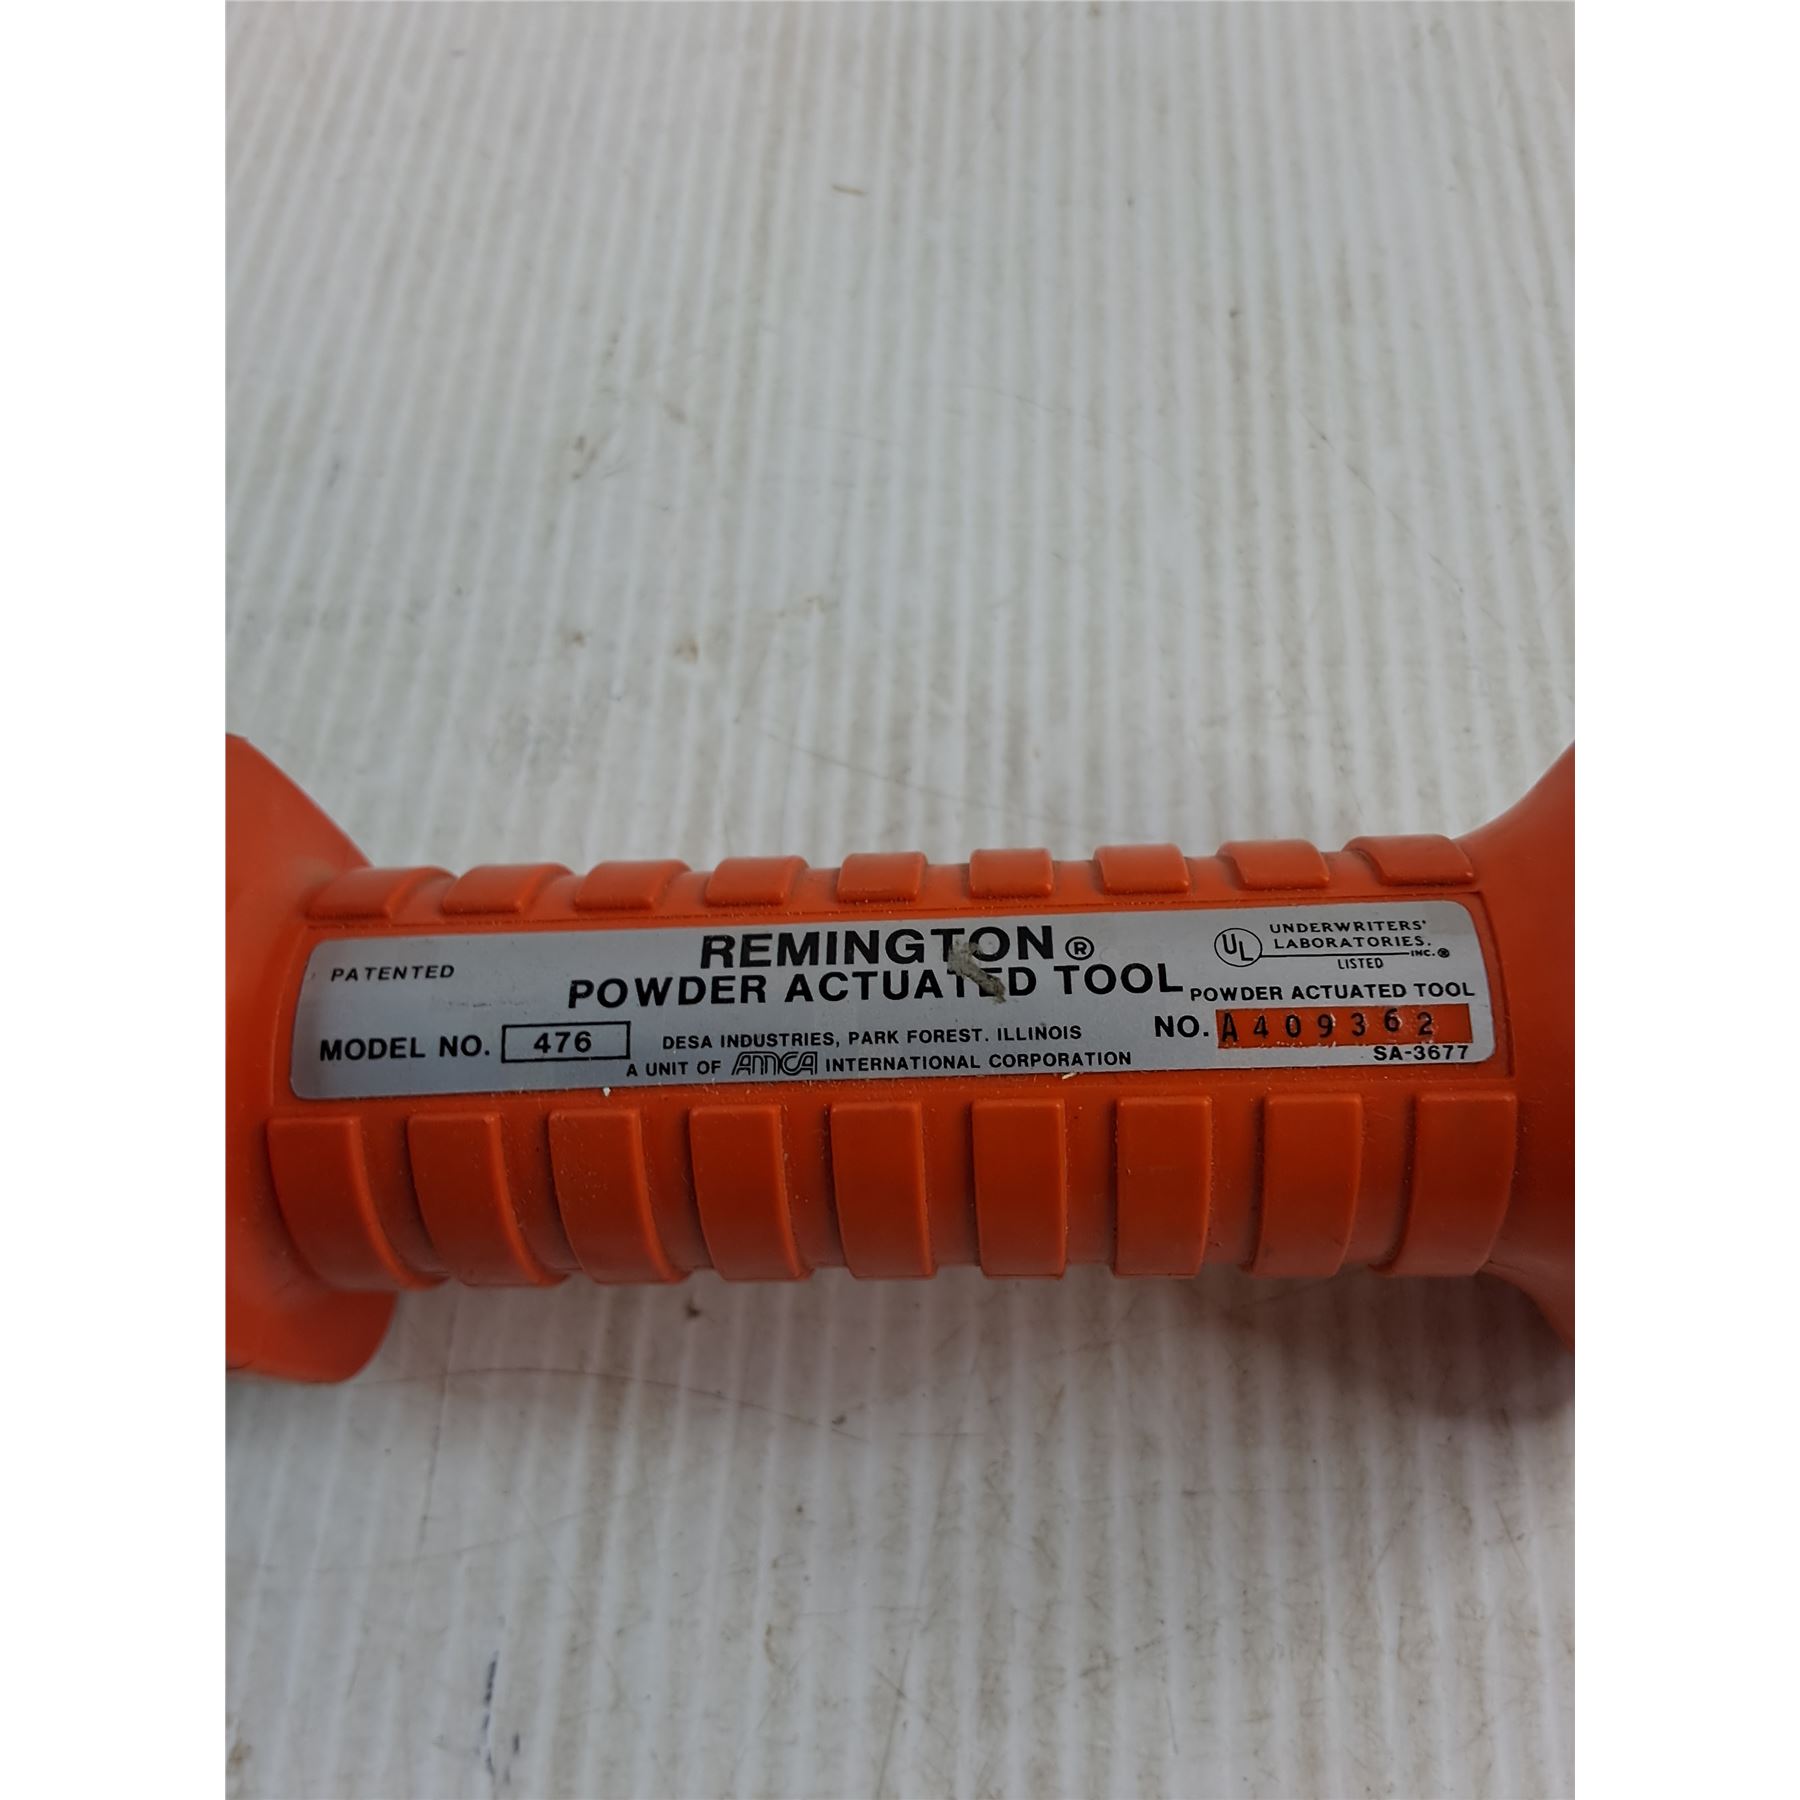 PATENTED
REMINGTON®
POWDER ACTUATED TOOL
MODEL NO. 476
DESA INDUSTRIES, PARK FOREST. ILLINOIS
A UNIT OF AMCA INTERNATIONAL CORPORATION
UL
UNDERWRITERS'
LABORATORIES.
INC.®
LISTED
POWDER ACTUATED TOOL
NO. A409362
SA-3677